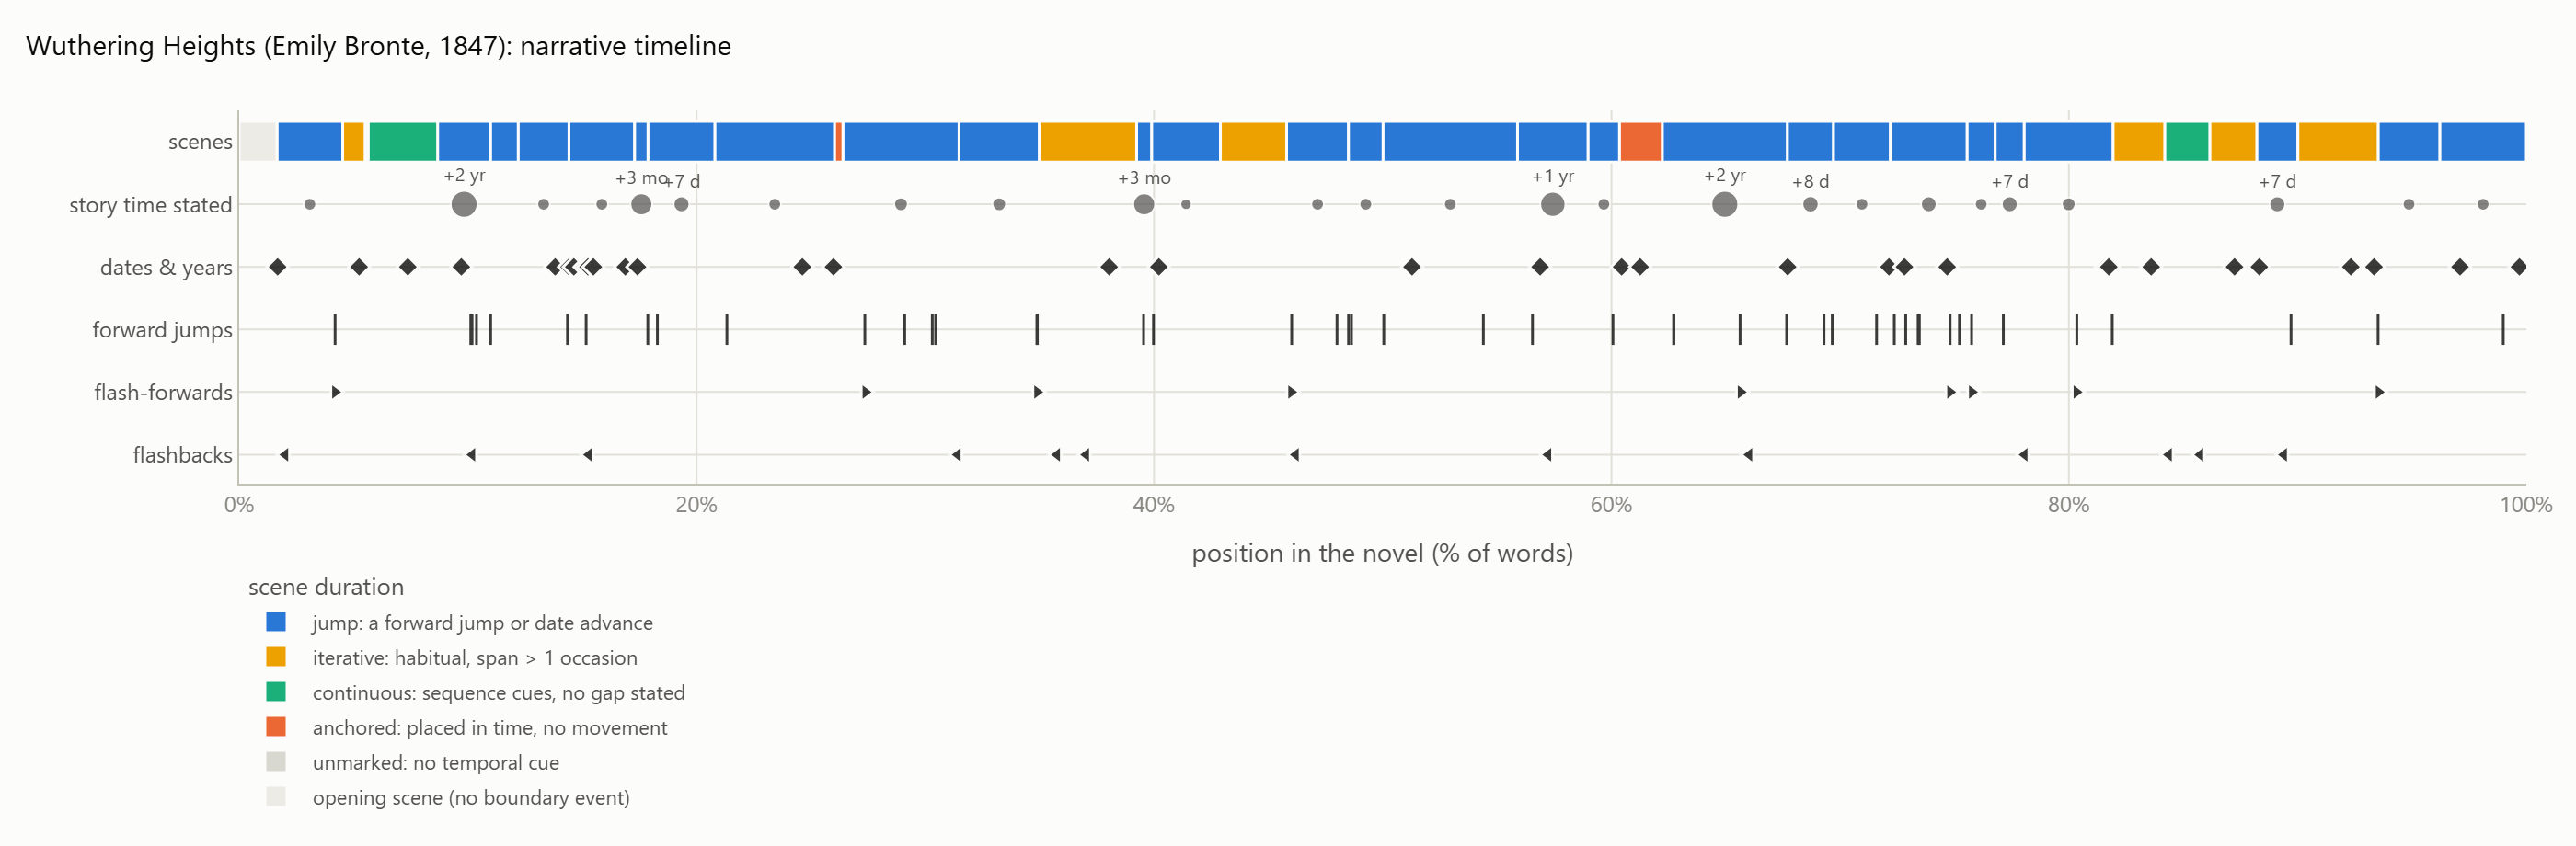 Wuthering Heights (Emily Bronte, 1847): narrative timeline
scenes
+2 yr
+3 mo
+7 d
+3 mo
+1 yr
+2 yr
+8 d
+7 d
+7 d
story time stated
dates & years
forward jumps
flash-forwards
flashbacks
0%
20%
40%
60%
80%
100%
position in the novel (% of words)
scene duration
jump: a forward jump or date advance
iterative: habitual, span > 1 occasion
continuous: sequence cues, no gap stated
anchored: placed in time, no movement
unmarked: no temporal cue
opening scene (no boundary event)